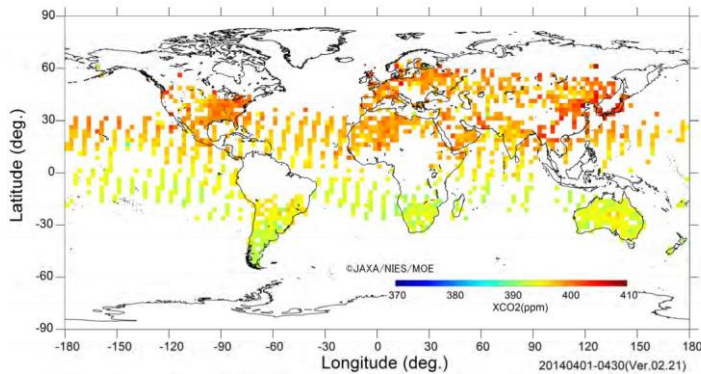 90
60
30
0
-30
-60
-90
Latitude (deg.)
©JAXA/NIES/MOE
370 380 390 400 410
XCO2(ppm)
-180 -150 -120 -90 -60 -30 0 30 60 90 120 150 180
Longitude (deg.)
20140401-0430(Ver,02.21)